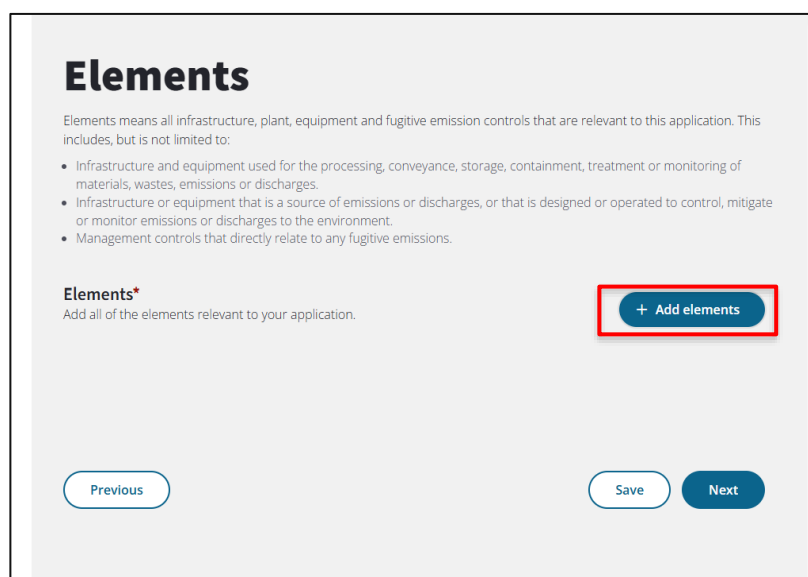 Elements
Elements means all infrastructure, plant, equipment and fugitive emission controls that are relevant to this application. This
includes, but is not limited to:
• Infrastructure and equipment used for the processing, conveyance, storage, containment, treatment or monitoring of
materials, wastes, emissions or discharges.
• Infrastructure or equipment that is a source of emissions or discharges, or that is designed or operated to control, mitigate
or monitor emissions or discharges to the environment.
• Management controls that directly relate to any fugitive emissions.
Elements*
Add all of the elements relevant to your application.
+ Add elements
Previous
Save
Next